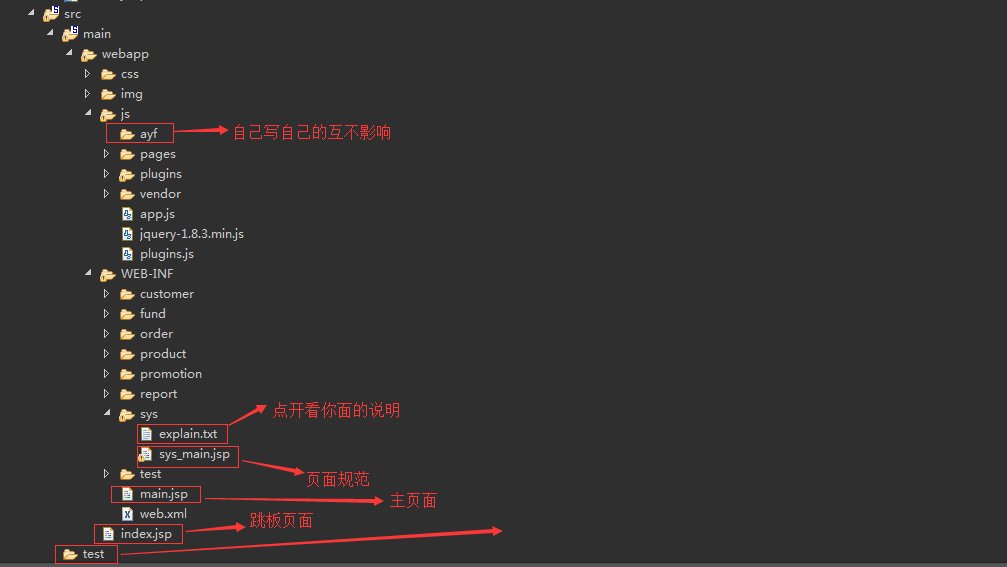 src
main
webapp
css
img
js
ayf 自己写自己的互不影响
pages
plugins
vendor
app.js
jquery-1.8.3.min.js
plugins.js
WEB-INF
customer
fund
order
product
promotion
report
sys 点开看你面的说明
explain.txt
sys_main.jsp
test 页面规范
main.jsp 主页面
web.xml 跳板页面
index.jsp
test